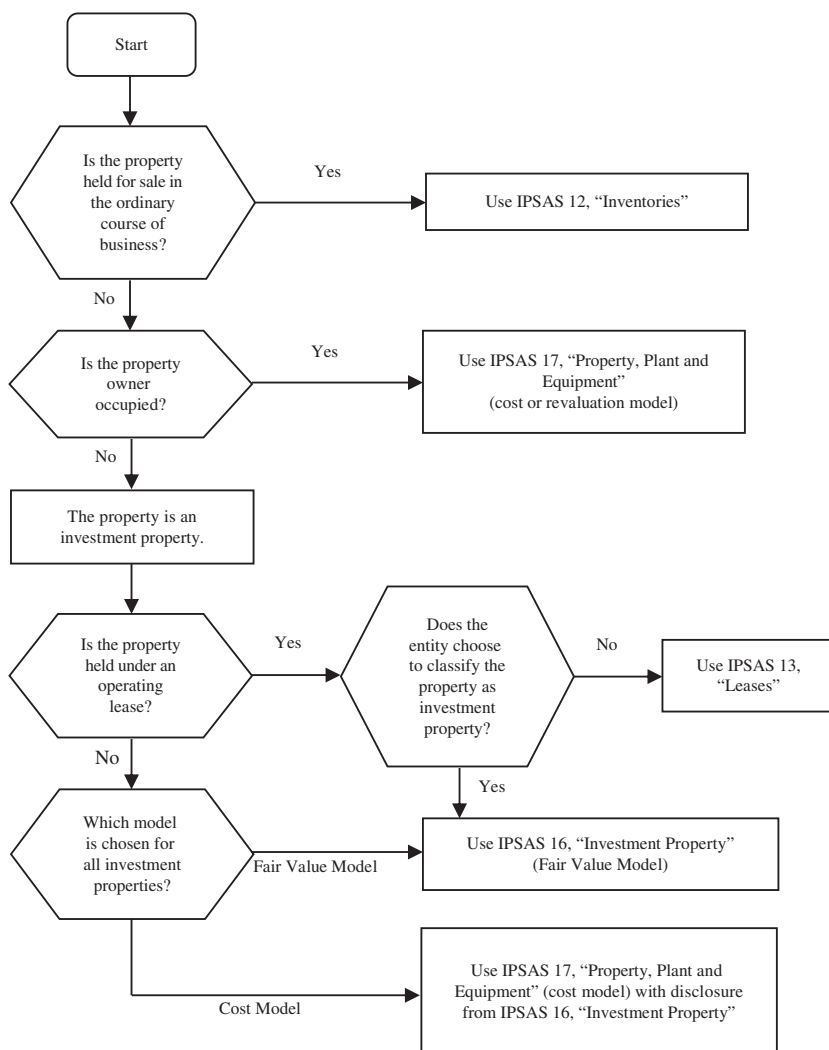 Start
Is the property
held for sale in
the ordinary
course of
business?
Yes
Use IPSAS 12, “Inventories”
No
Is the property
owner
occupied?
Yes
Use IPSAS 17, “Property, Plant and
Equipment”
(cost or revaluation model)
No
The property is an
investment property.
Is the property
held under an
operating
lease?
Yes
Does the
entity choose
to classify the
property as
investment
property?
No
Use IPSAS 13,
“Leases”
No
Yes
Which model
is chosen for
all investment
properties?
Fair Value Model
Use IPSAS 16, “Investment Property”
(Fair Value Model)
Cost Model
Use IPSAS 17, “Property, Plant and
Equipment” (cost model) with disclosure
from IPSAS 16, “Investment Property”